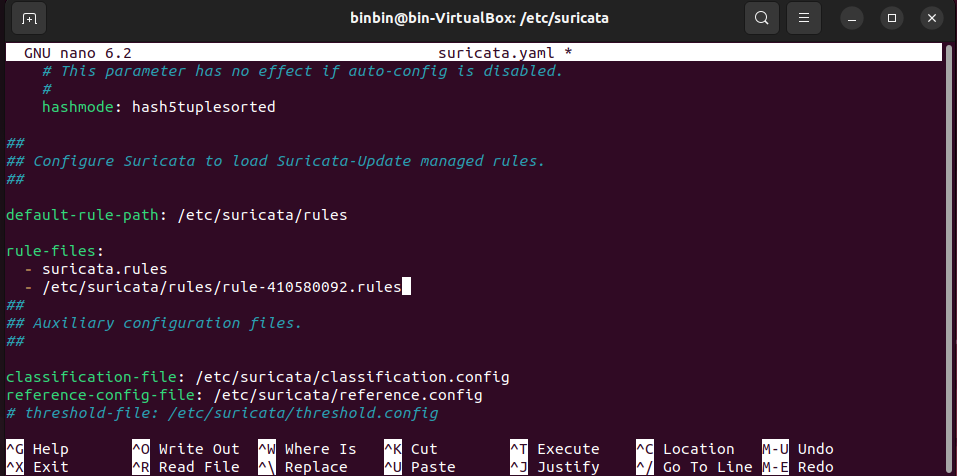 binbin@bin-VirtualBox: /etc/suricata
GNU nano 6.2 suricata.yaml *
# This parameter has no effect if auto-config is disabled.
#
hashmode: hash5tuplesorted
##
## Configure Suricata to load Suricata-Update managed rules.
##
default-rule-path: /etc/suricata/rules
rule-files:
- suricata.rules
- /etc/suricata/rules/rule-410580092.rules
##
## Auxiliary configuration files.
##
classification-file: /etc/suricata/classification.config
reference-config-file: /etc/suricata/reference.config
# threshold-file: /etc/suricata/threshold.config
^G Help ^O Write Out ^W Where Is ^K Cut ^T Execute ^C Location M-U Undo
^X Exit ^R Read File ^\ Replace ^U Paste ^J Justify ^/ Go To Line M-E Redo